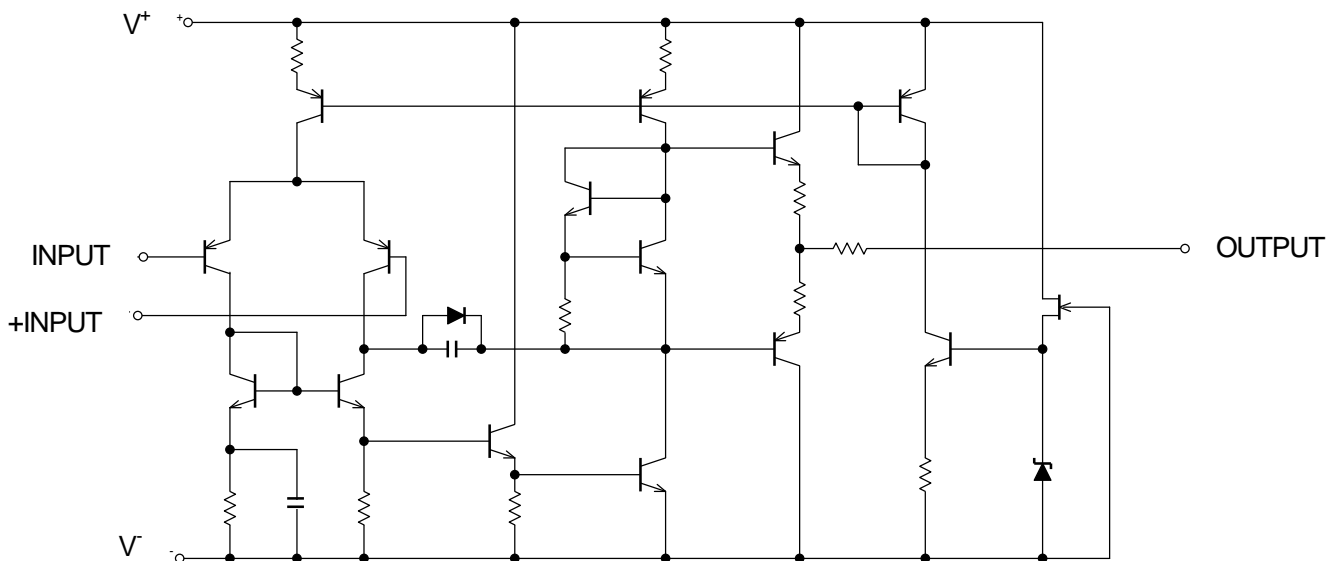 V+ +
INPUT
+INPUT
OUTPUT
V- -